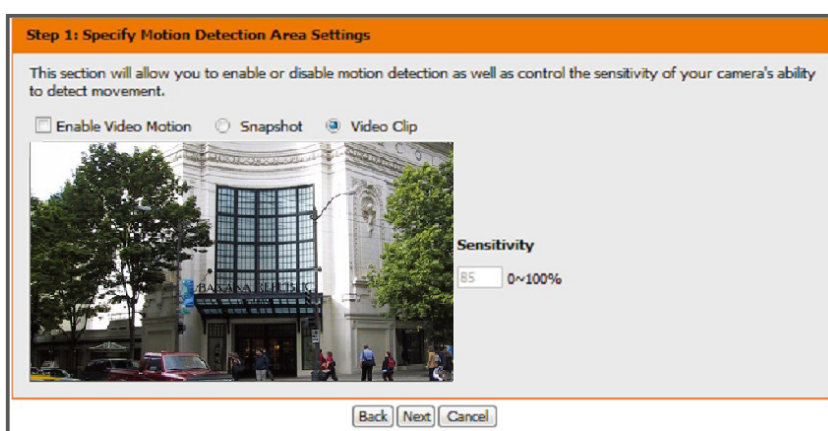 Step 1: Specify Motion Detection Area Settings
This section will allow you to enable or disable motion detection as well as control the sensitivity of your camera's ability
to detect movement.
Enable Video Motion Snapshot Video Clip
BANANA REPUBLIC
Sensitivity
85 0~100%
Back Next Cancel